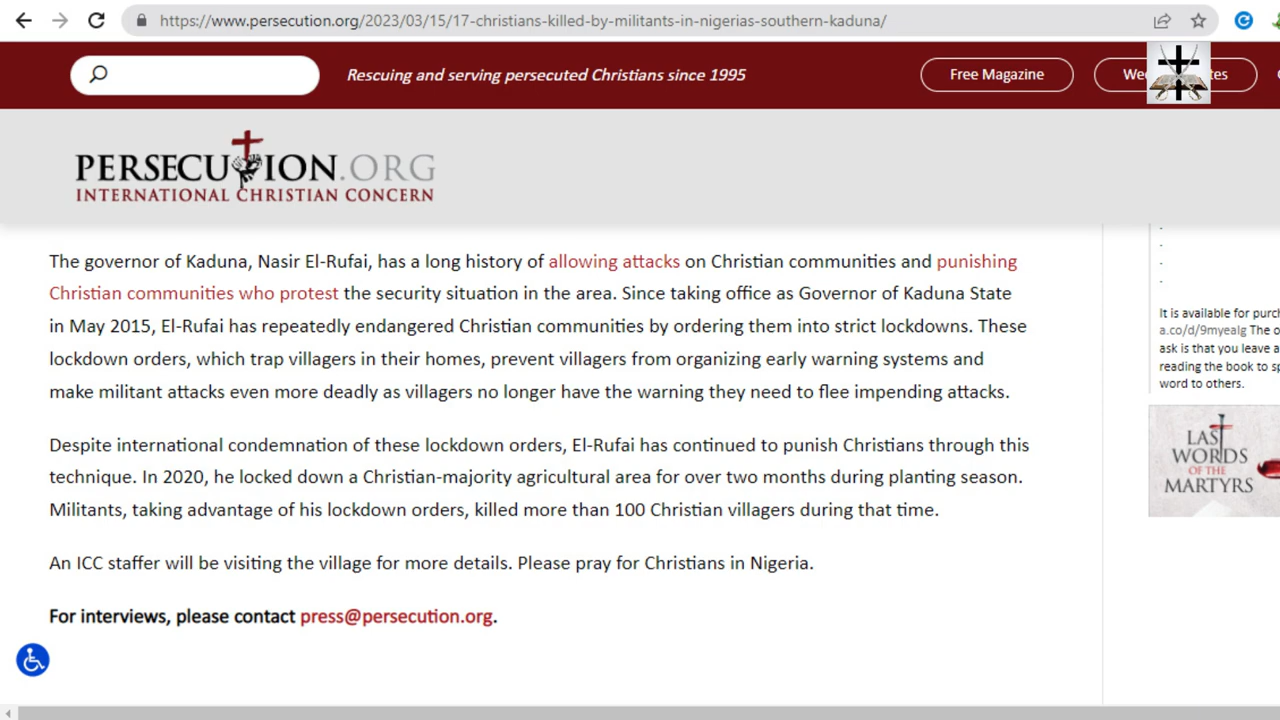 https://www.persecution.org/2023/03/15/17-christians-killed-by-militants-in-nigerias-southern-kaduna/
Rescuing and serving persecuted Christians since 1995
Free Magazine
PERSECUTION.ORG
INTERNATIONAL CHRISTIAN CONCERN
The governor of Kaduna, Nasir El-Rufai, has a long history of allowing attacks on Christian communities and punishing
Christian communities who protest the security situation in the area. Since taking office as Governor of Kaduna State
in May 2015, El-Rufai has repeatedly endangered Christian communities by ordering them into strict lockdowns. These
lockdown orders, which trap villagers in their homes, prevent villagers from organizing early warning systems and
make militant attacks even more deadly as villagers no longer have the warning they need to flee impending attacks.
Despite international condemnation of these lockdown orders, El-Rufai has continued to punish Christians through this
technique. In 2020, he locked down a Christian-majority agricultural area for over two months during planting season.
Militants, taking advantage of his lockdown orders, killed more than 100 Christian villagers during that time.
An ICC staffer will be visiting the village for more details. Please pray for Christians in Nigeria.
For interviews, please contact press@persecution.org.
It is available for
a.co/d/9myealg The
ask is that you leave a
reading the book to
word to others.
LAST
WORDS
OF THE
MARTYRS